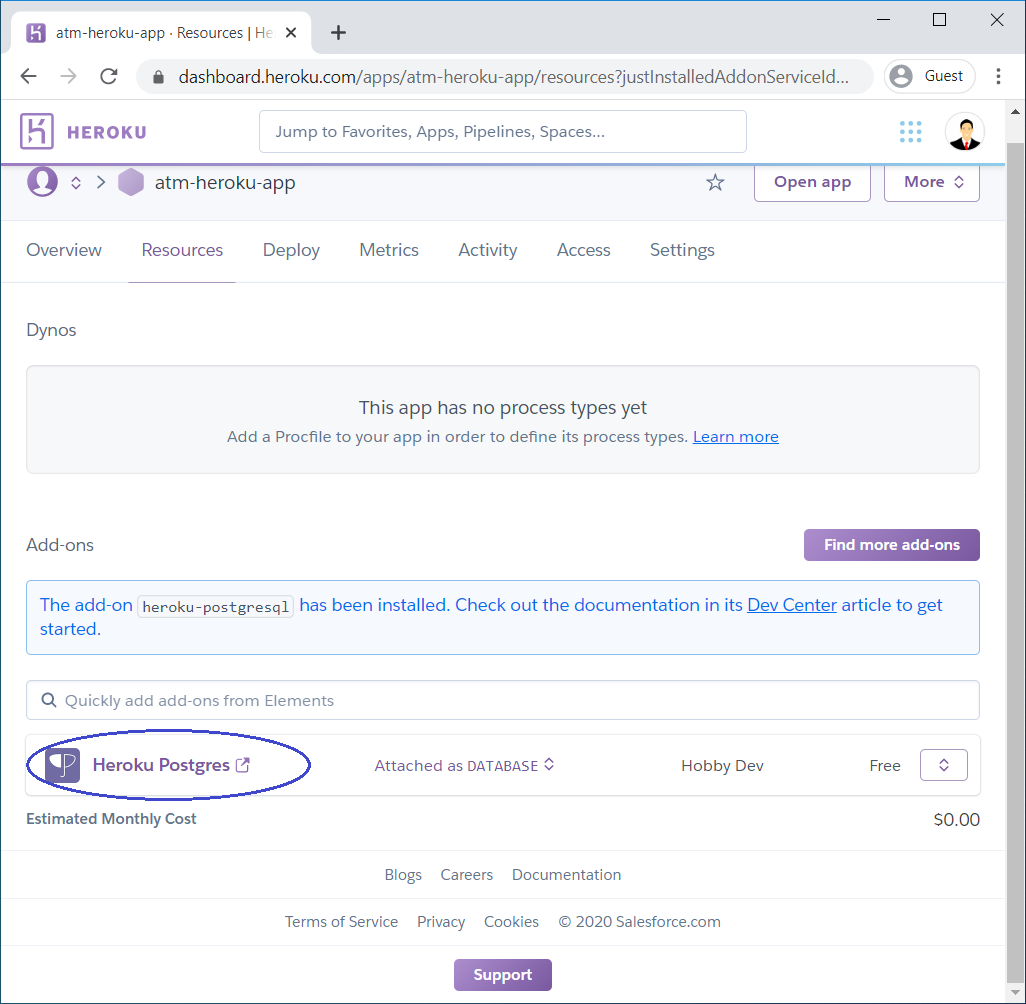 atm-heroku-app · Resources | He
dashboard.heroku.com/apps/atm-heroku-app/resources?justInstalledAddonServiceId...
Guest
HEROKU
Jump to Favorites, Apps, Pipelines, Spaces...
atm-heroku-app
Open app
More
Overview Resources Deploy Metrics Activity Access Settings
Dynos
This app has no process types yet
Add a Procfile to your app in order to define its process types. Learn more
Add-ons
Find more add-ons
The add-on heroku-postgresql has been installed. Check out the documentation in its Dev Center article to get
started.
Quickly add add-ons from Elements
Heroku Postgres Attached as DATABASE Hobby Dev Free
Estimated Monthly Cost $0.00
Blogs Careers Documentation
Terms of Service Privacy Cookies © 2020 Salesforce.com
Support